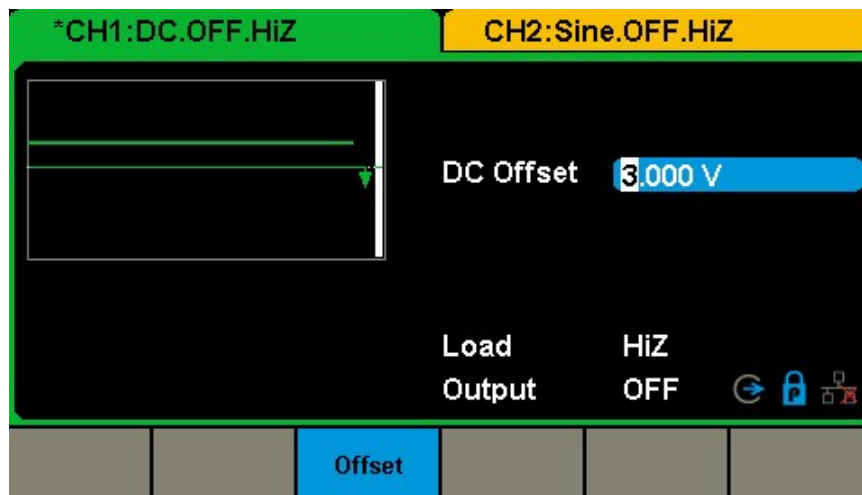 *CH1:DC.OFF.HiZ CH2:Sine.OFF.HiZ
DC Offset 3.000 V
Load HiZ
Output OFF P
Offset